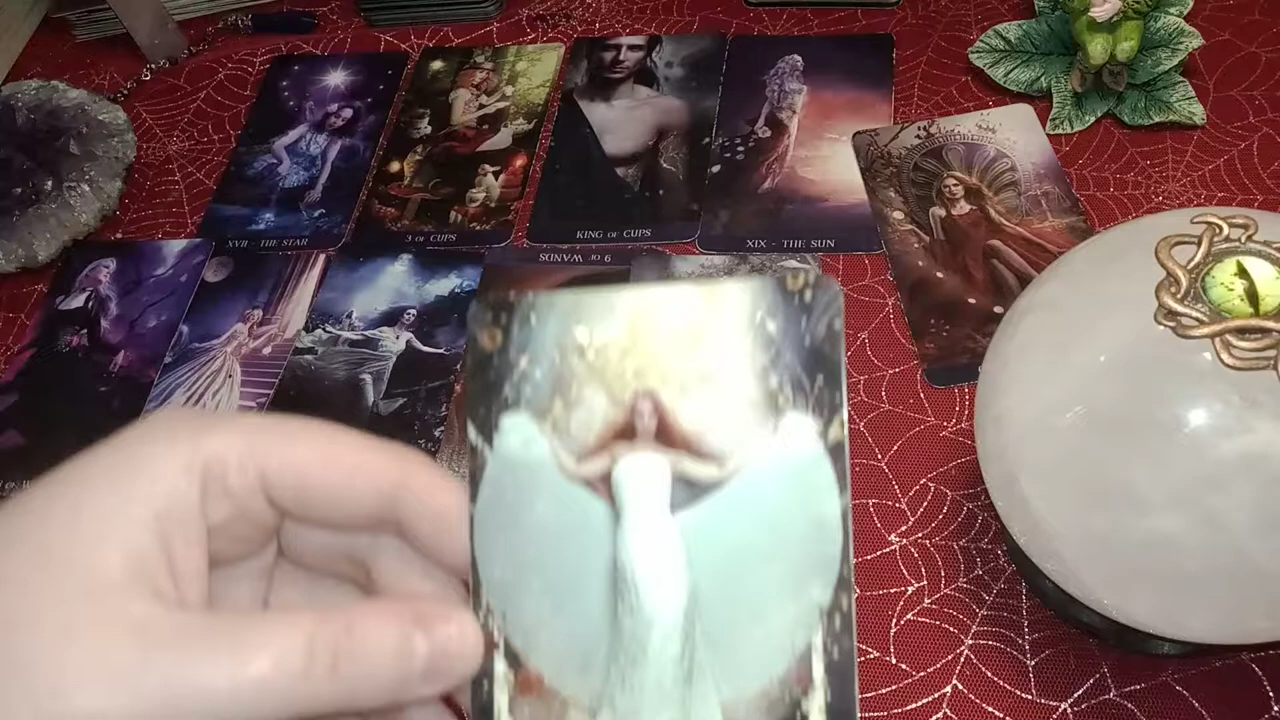 XVII - THE STAR
3 OF CUPS
KING OF CUPS
XIX - THE SUN
9 OF WANDS